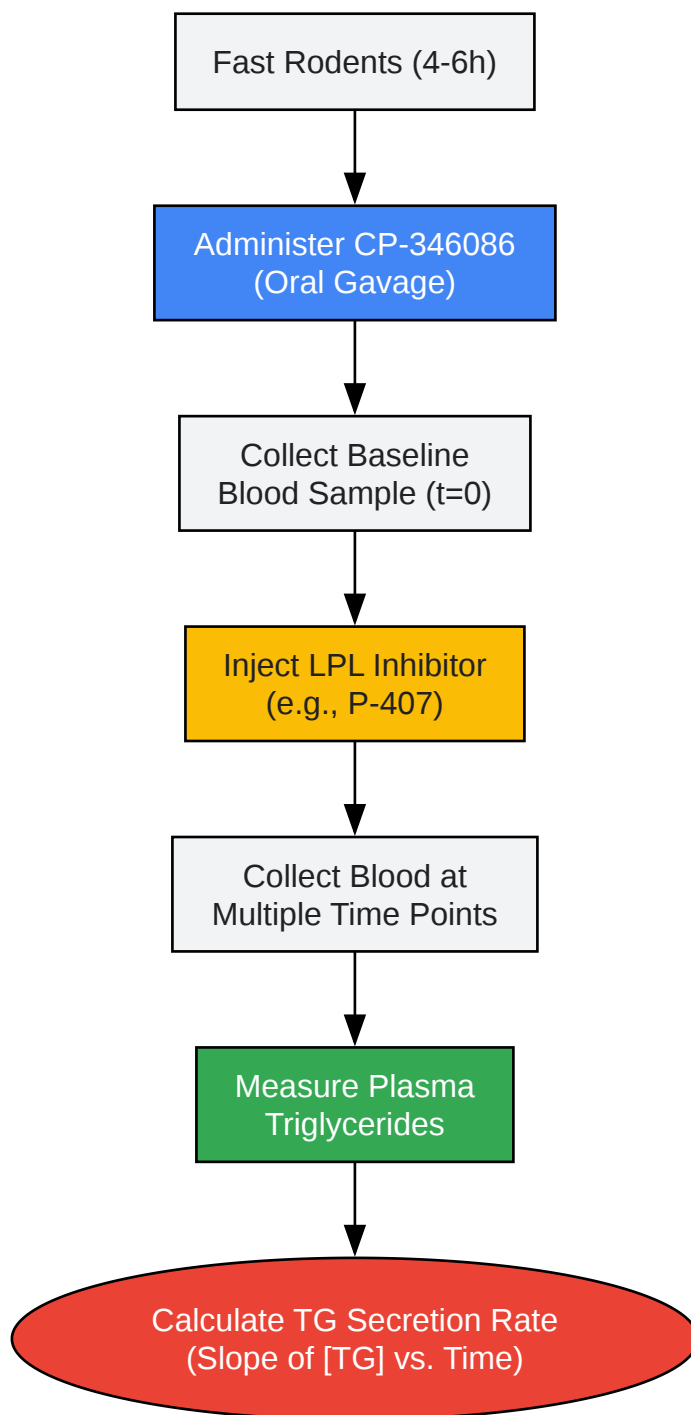 Fast Rodents (4-6h)
Administer CP-346086
(Oral Gavage)
Collect Baseline
Blood Sample (t=0)
Inject LPL Inhibitor
(e.g., P-407)
Collect Blood at
Multiple Time Points
Measure Plasma
Triglycerides
Calculate TG Secretion Rate
(Slope of [TG] vs. Time)